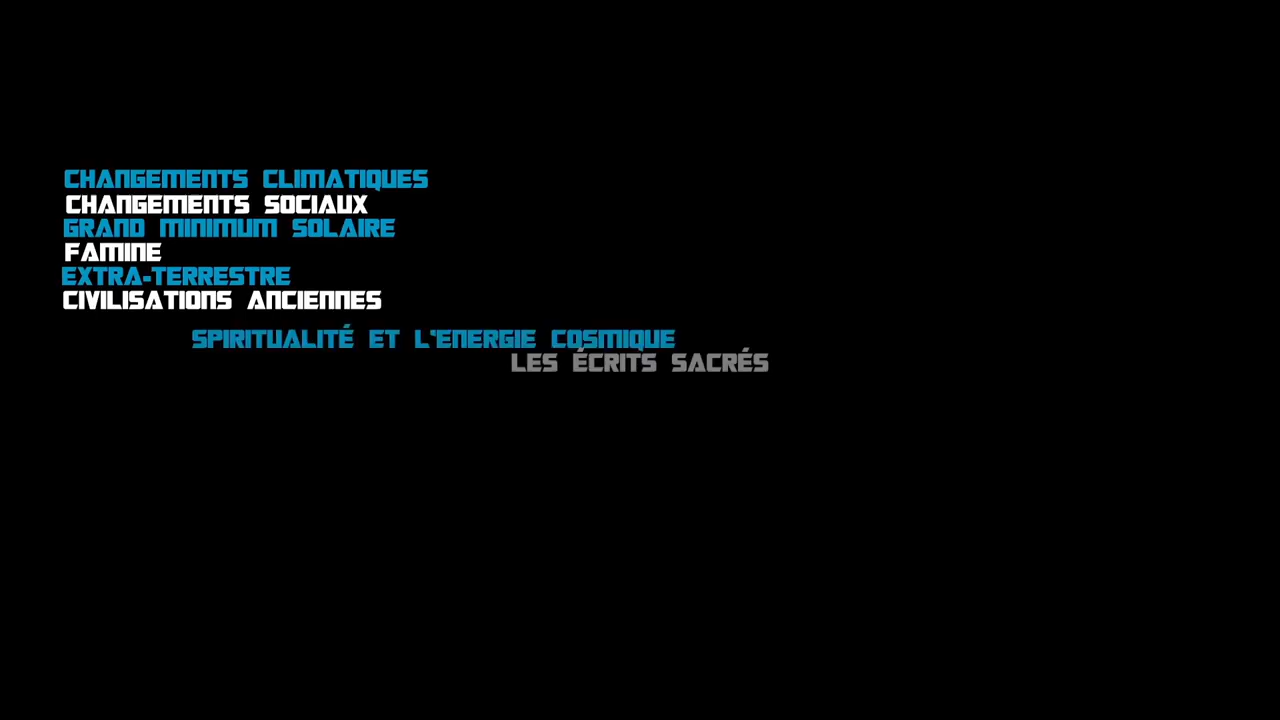 CHANGEMENTS CLIMATIQUES
CHANGEMENTS SOCIAUX
GRAND MINIMUM SOLAIRE
FAMINE
EXTRA-TERRESTRE
CIVILISATIONS ANCIENNES
SPIRITUALITÉ ET L'ENERGIE COSMIQUE
LES ÉCRITS SACRÉS